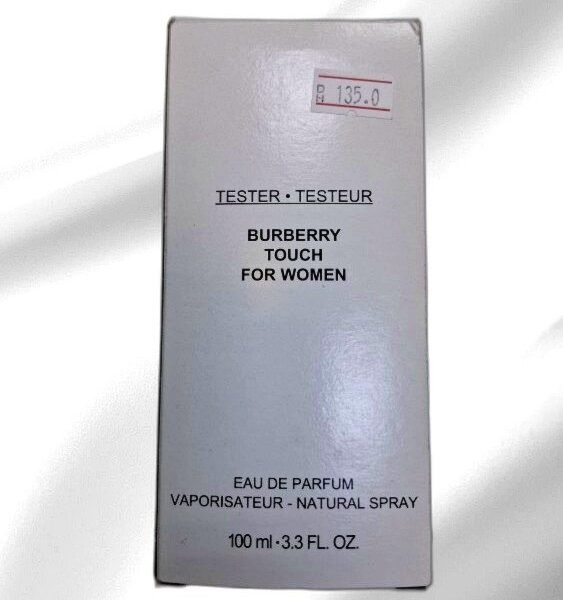 135.0
TESTER • TESTEUR
BURBERRY
TOUCH
FOR WOMEN
EAU DE PARFUM
VAPORISATEUR - NATURAL SPRAY
100 ml • 3.3 FL. OZ.